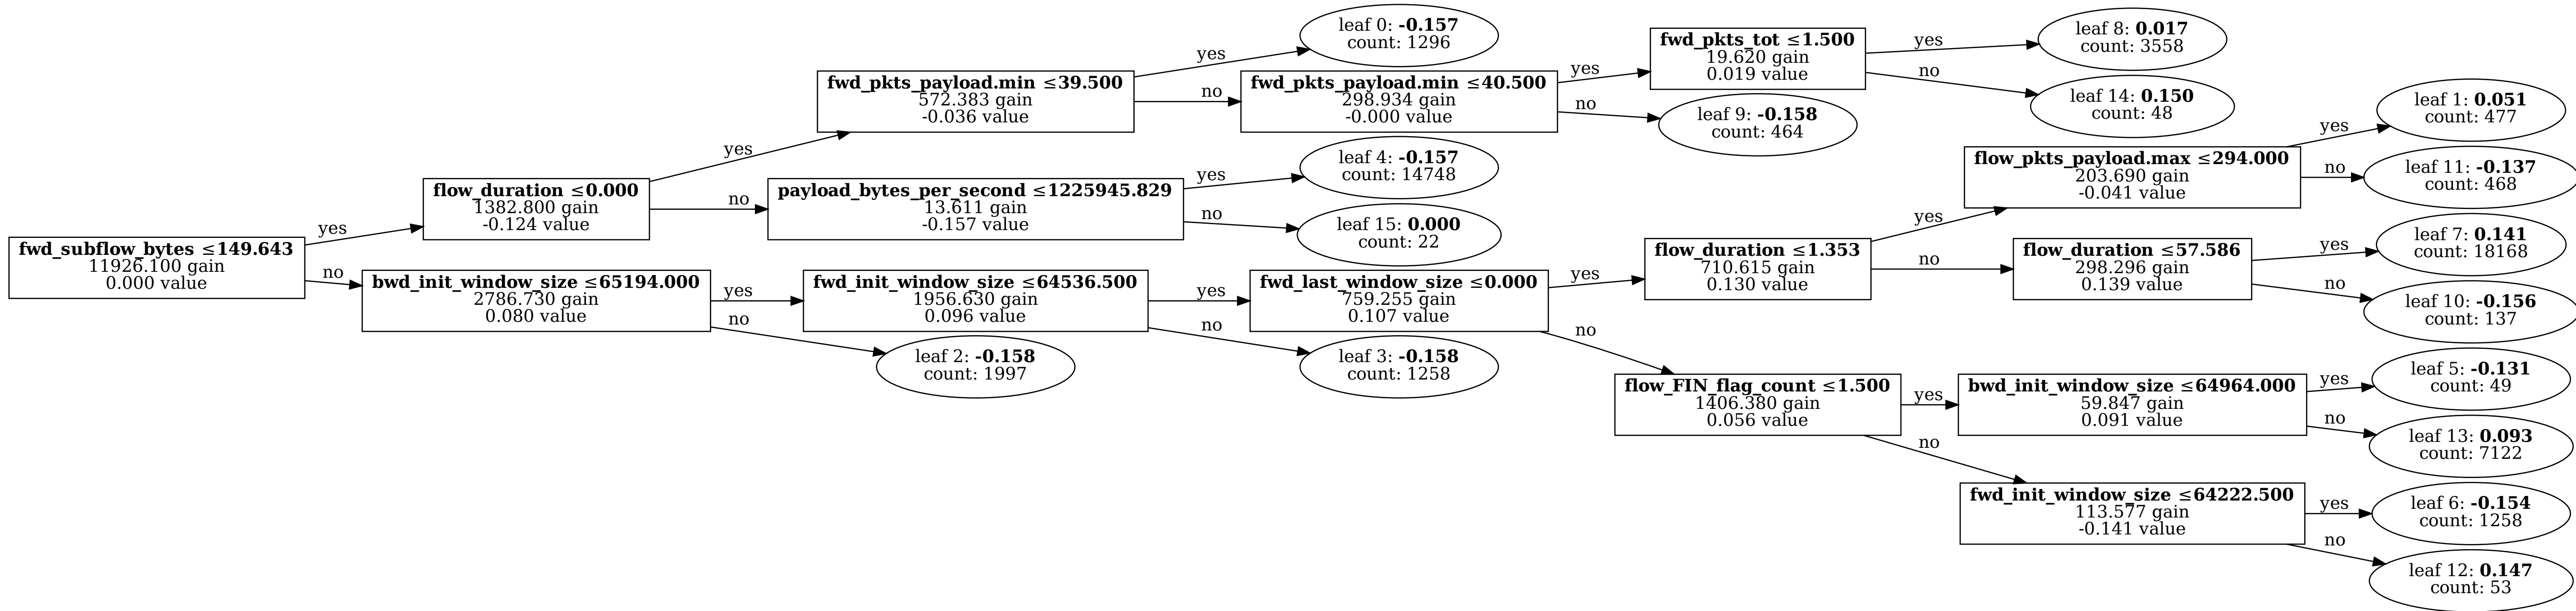 fwd_subflow_bytes ≤149.643
11926.100 gain
0.000 value
yes
no
flow_duration ≤0.000
1382.800 gain
-0.124 value
yes
no
bwd_init_window_size ≤65194.000
2786.730 gain
0.080 value
yes
no
fwd_pkts_payload.min ≤39.500
572.383 gain
-0.036 value
yes
no
payload_bytes_per_second ≤1225945.829
13.611 gain
-0.157 value
yes
no
fwd_init_window_size ≤64536.500
1956.630 gain
0.096 value
yes
no
leaf 2: -0.158
count: 1997
leaf 0: -0.157
count: 1296
fwd_pkts_payload.min ≤40.500
298.934 gain
-0.000 value
yes
no
leaf 4: -0.157
count: 14748
leaf 15: 0.000
count: 22
fwd_last_window_size ≤0.000
759.255 gain
0.107 value
yes
no
leaf 3: -0.158
count: 1258
fwd_pkts_tot ≤1.500
19.620 gain
0.019 value
yes
no
leaf 9: -0.158
count: 464
flow_duration ≤1.353
710.615 gain
0.130 value
yes
no
flow_FIN_flag_count ≤1.500
1406.380 gain
0.056 value
yes
no
leaf 8: 0.017
count: 3558
leaf 14: 0.150
count: 48
flow_pkts_payload.max ≤294.000
203.690 gain
-0.041 value
yes
no
flow_duration ≤57.586
298.296 gain
0.139 value
yes
no
bwd_init_window_size ≤64964.000
59.847 gain
0.091 value
yes
no
fwd_init_window_size ≤64222.500
113.577 gain
-0.141 value
yes
no
leaf 1: 0.051
count: 477
leaf 11: -0.137
count: 468
leaf 7: 0.141
count: 18168
leaf 10: -0.156
count: 137
leaf 5: -0.131
count: 49
leaf 13: 0.093
count: 7122
leaf 6: -0.154
count: 1258
leaf 12: 0.147
count: 53